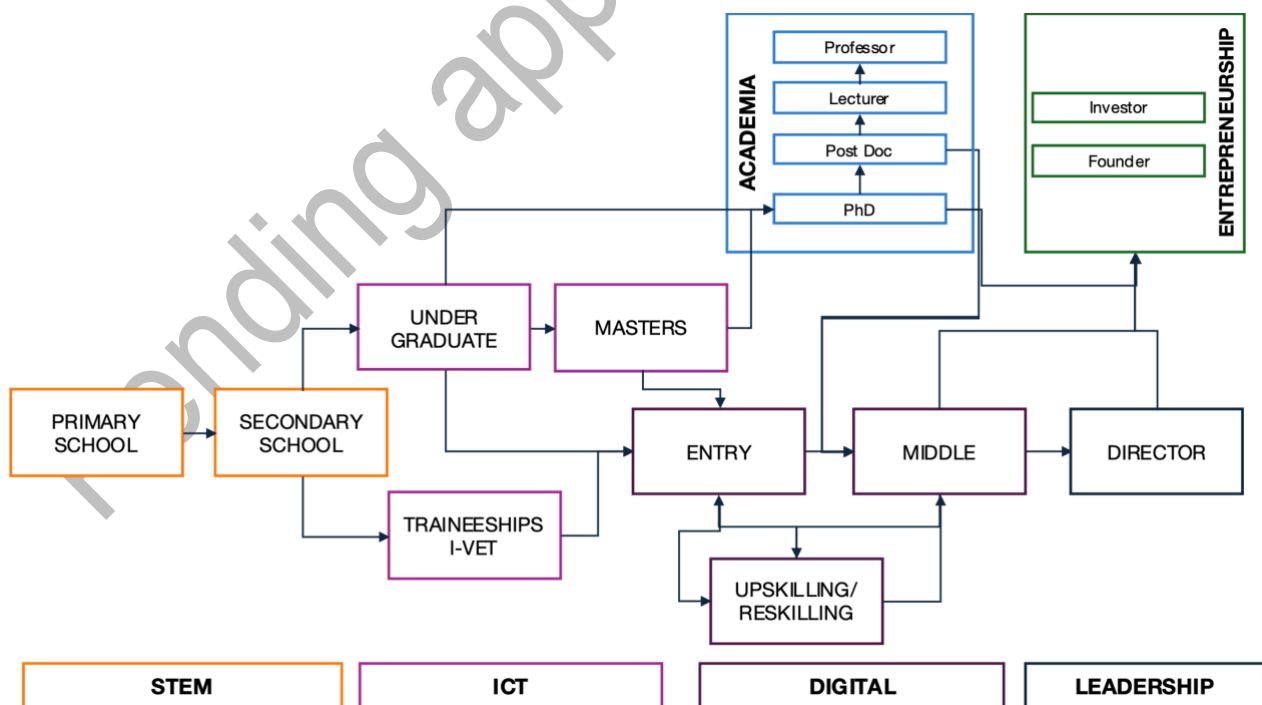 Professor
Lecturer
Post Doc
PhD
ACADEMIA
Investor
Founder
ENTREPRENEURSHIP
UNDER
GRADUATE
MASTERS
PRIMARY
SCHOOL
SECONDARY
SCHOOL
ENTRY
MIDDLE
DIRECTOR
TRAINEESHIPS
I-VET
UPSKILLING/
RESKILLING
STEM
ICT
DIGITAL
LEADERSHIP